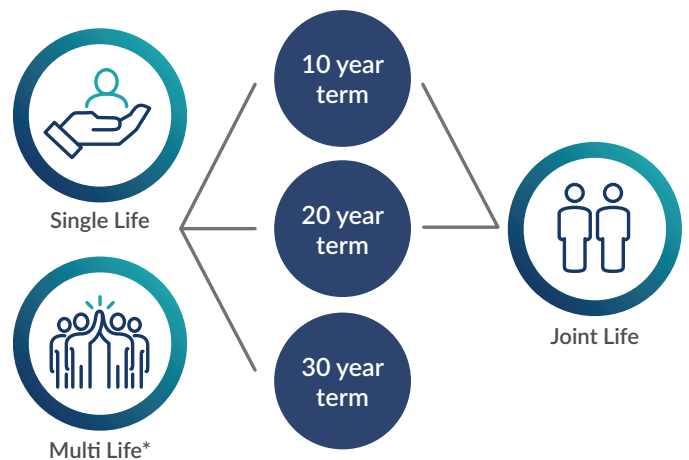 Single Life
Multi Life*
10 year
term
20 year
term
30 year
term
Joint Life